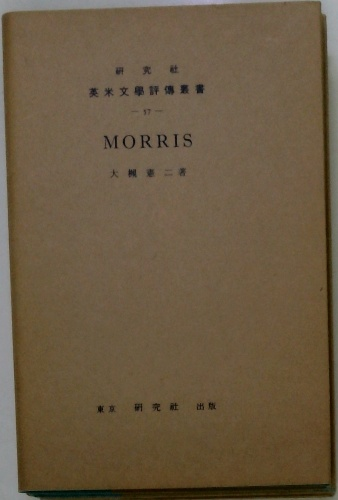 研究社
英米文學評傳叢書
— 57 —
MORRIS
大槻憲二著
東京 研究社 出版